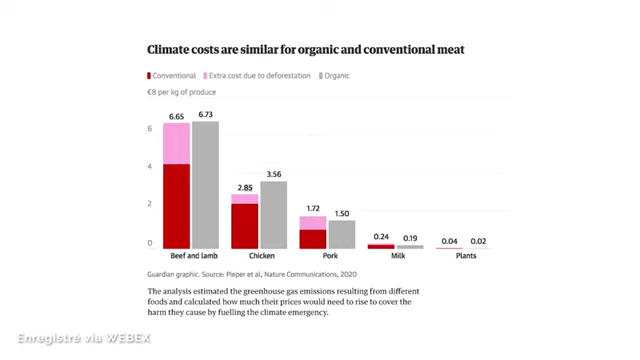 Climate costs are similar for organic and conventional meat
Conventional Extra cost due to deforestation Organic
€8 per kg of produce
6
4
2
0
6.65 6.73
2.85 3.56
1.72 1.50
0.24 0.19
0.04 0.02
Beef and lamb Chicken Pork Milk Plants
Guardian graphic. Source: Pieper et al, Nature Communications, 2020
The analysis estimated the greenhouse gas emissions resulting from different
foods and calculated how much their prices would need to rise to cover the
harm they cause by fuelling the climate emergency.
Enregistré via WEBEX